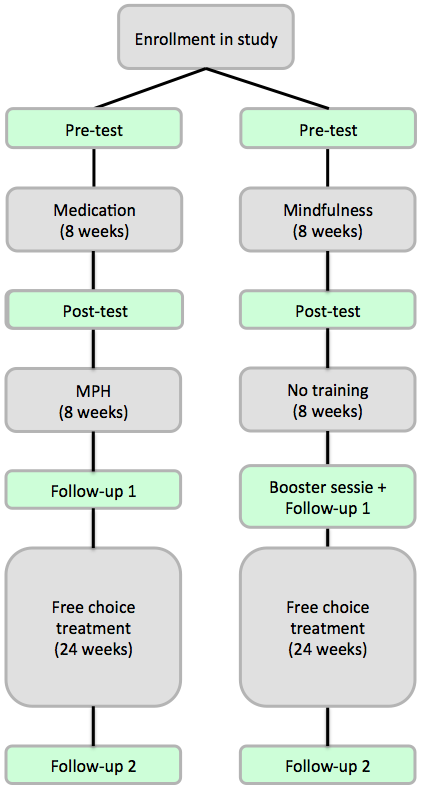 Enrollment in study
Pre-test
Pre-test
Medication
(8 weeks)
Mindfulness
(8 weeks)
Post-test
Post-test
MPH
(8 weeks)
No training
(8 weeks)
Follow-up 1
Booster sessie +
Follow-up 1
Free choice
treatment
(24 weeks)
Free choice
treatment
(24 weeks)
Follow-up 2
Follow-up 2